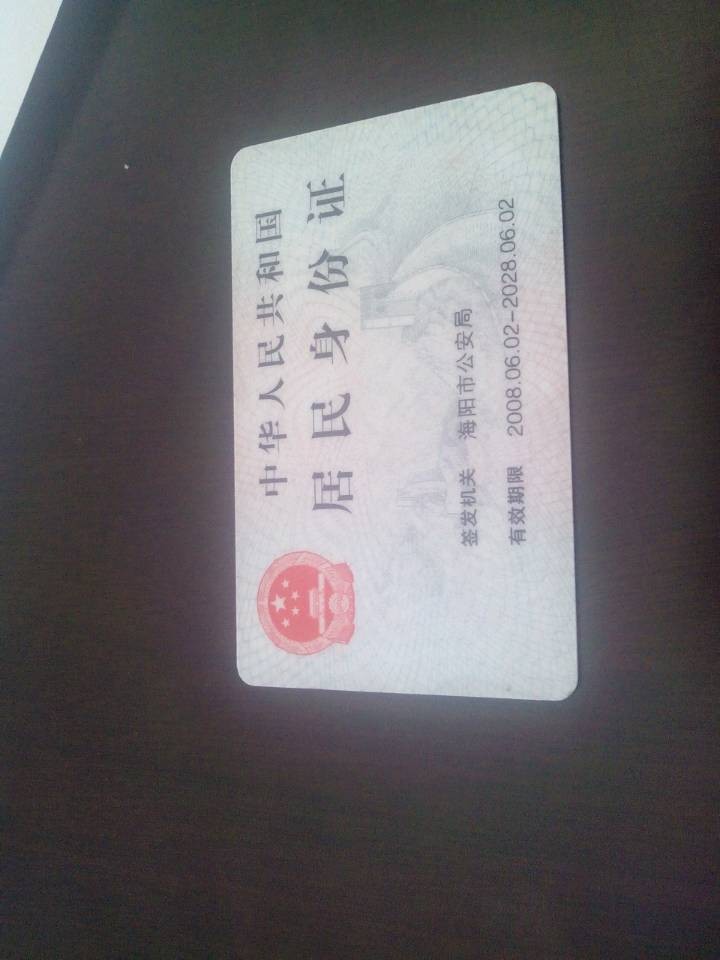 中华人民共和国
居民身份证
签发机关 海阳市公安局
有效期限 2008.06.02-2028.06.02